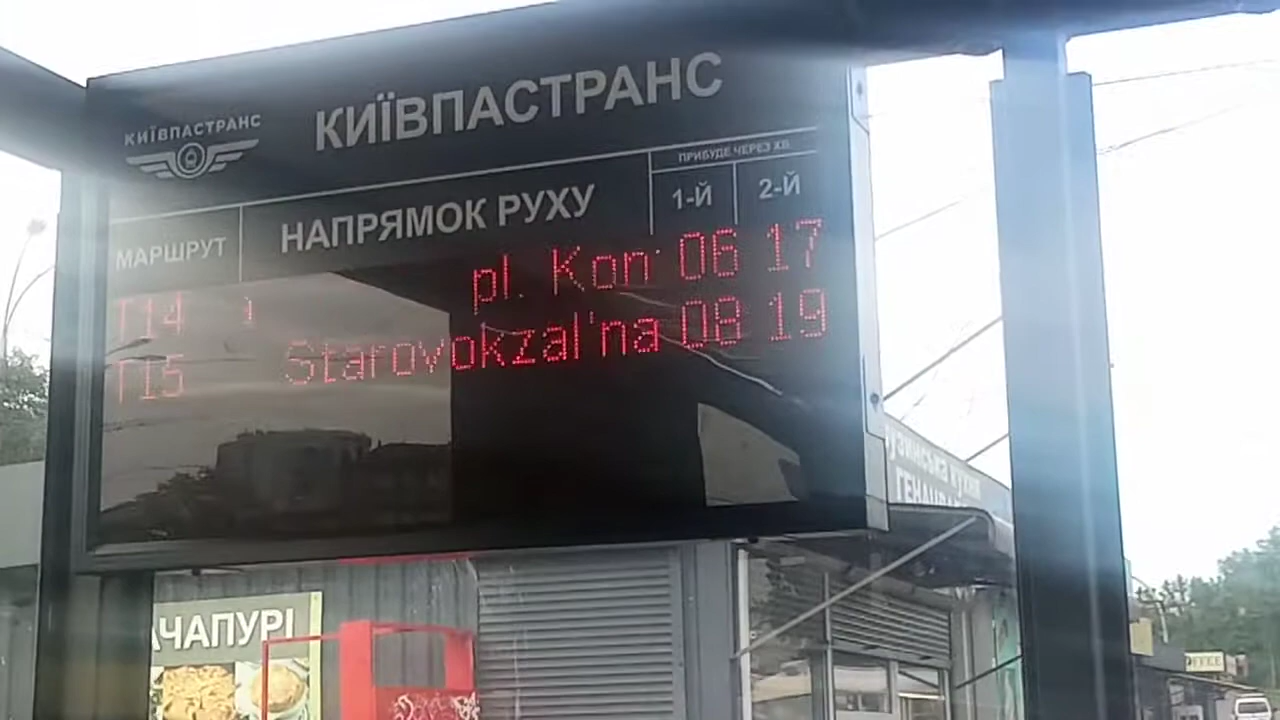 КИЇВПАСТРАНС
КИЇВПАСТРАНС
ПРИБУДЕ ЧЕРЕЗ ХВ
МАРШРУТ НАПРЯМОК РУХУ 1-Й 2-Й
T14 pl. Kon 06 17
T15 Starovokzal'na 08 19
АЧАПУРІ